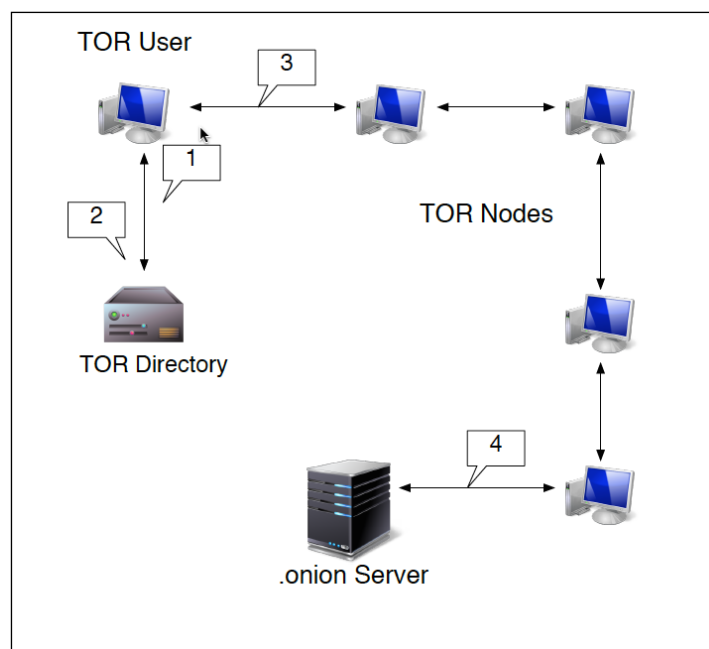 TOR User
3
1
2
TOR Nodes
TOR Directory
4
.onion Server